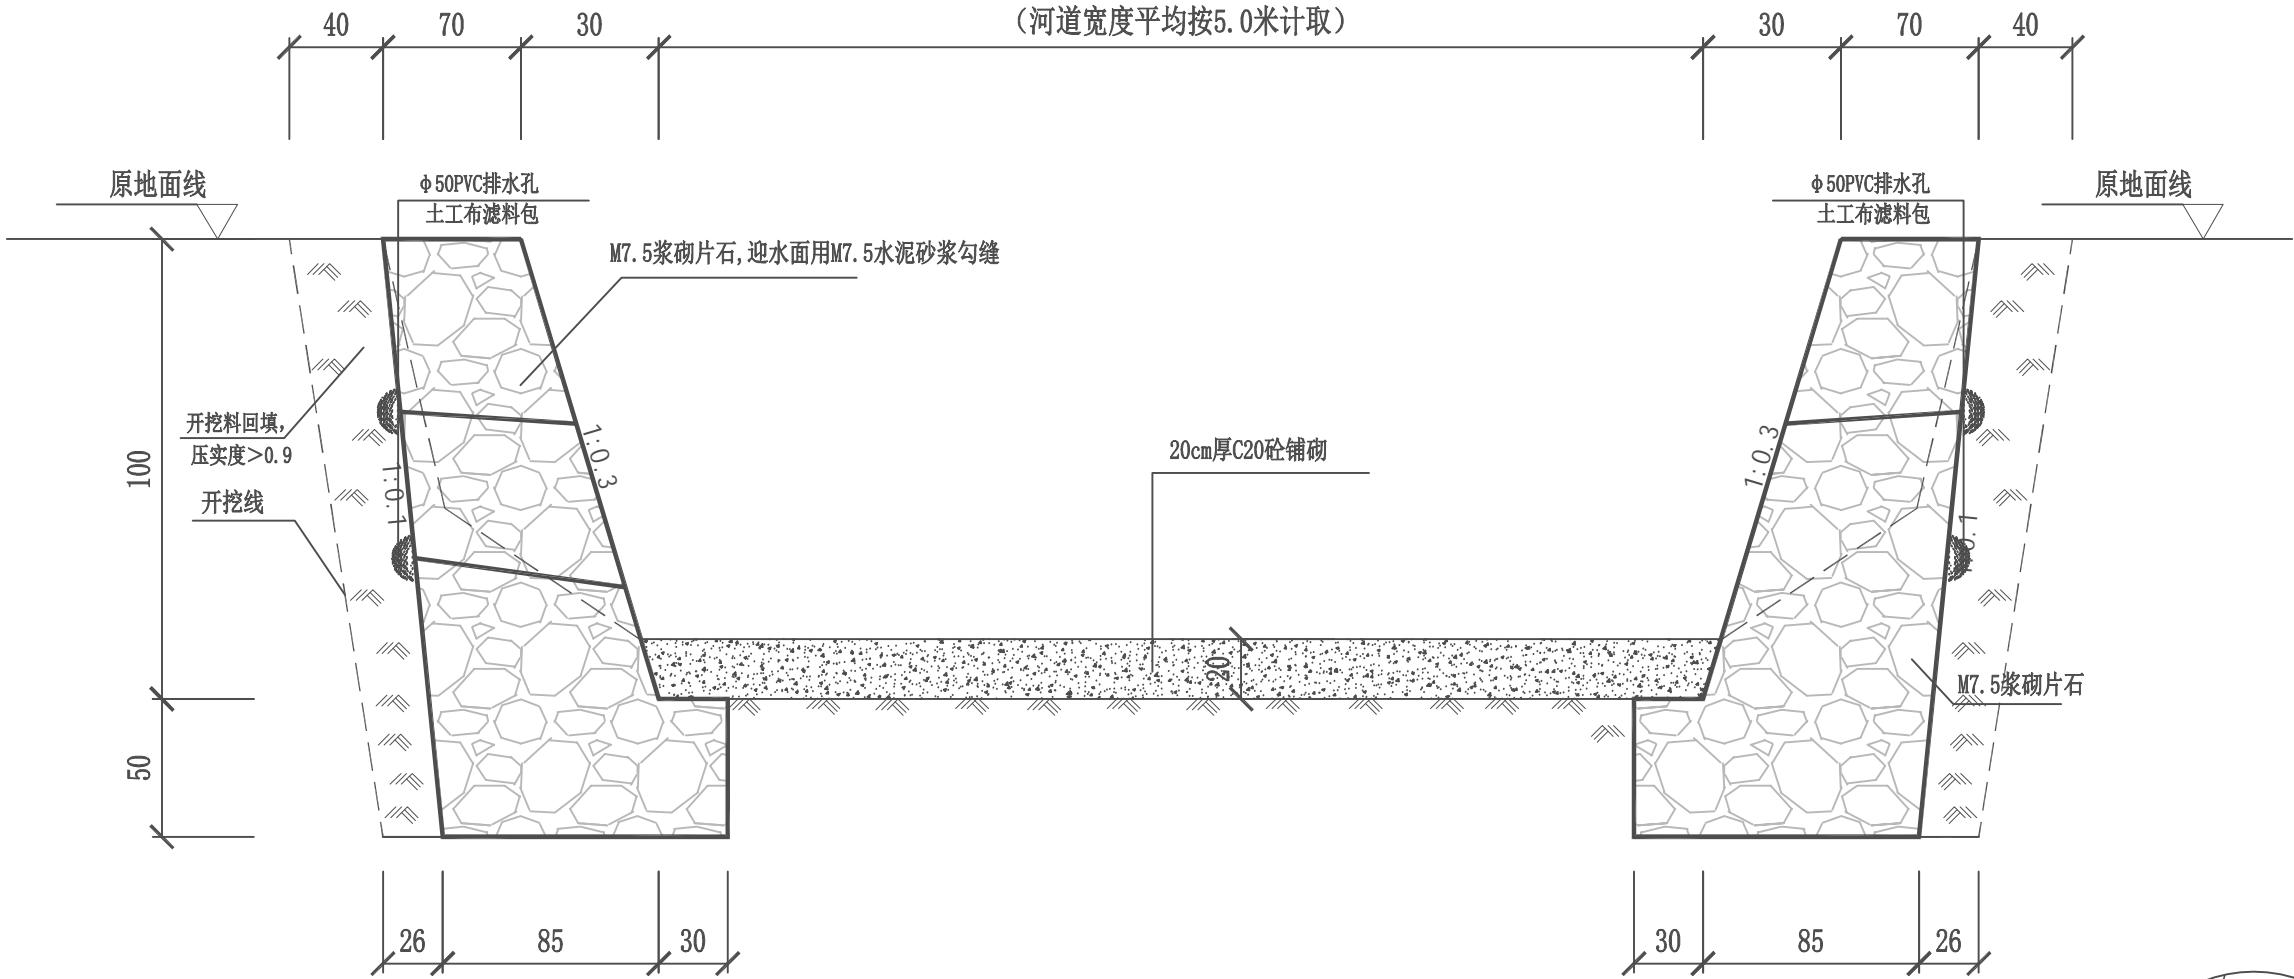 （河道宽度平均按5.0米计取）
40
70
30
30
70
40
原地面线
φ50PVC排水孔
土工布滤料包
φ50PVC排水孔
土工布滤料包
原地面线
M7.5浆砌片石,迎水面用M7.5水泥砂浆勾缝
开挖料回填,
压实度＞0.9
开挖线
100
50
1:0.1
1:0.3
20cm厚C20砼铺砌
20
1:0.3
M7.5浆砌片石
26
85
30
30
85
26